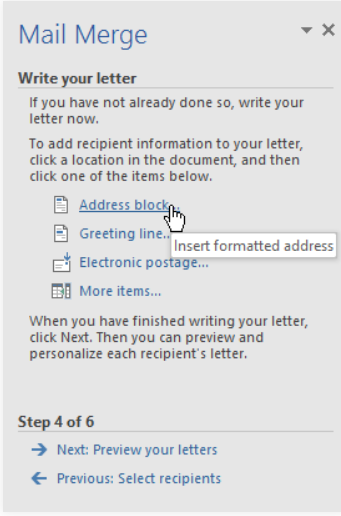 Mail Merge
Write your letter
If you have not already done so, write your
letter now.
To add recipient information to your letter,
click a location in the document, and then
click one of the items below.
Address block...
Greeting line...
Insert formatted address
Electronic postage...
More items...
When you have finished writing your letter,
click Next. Then you can preview and
personalize each recipient's letter.
Step 4 of 6
Next: Preview your letters
Previous: Select recipients